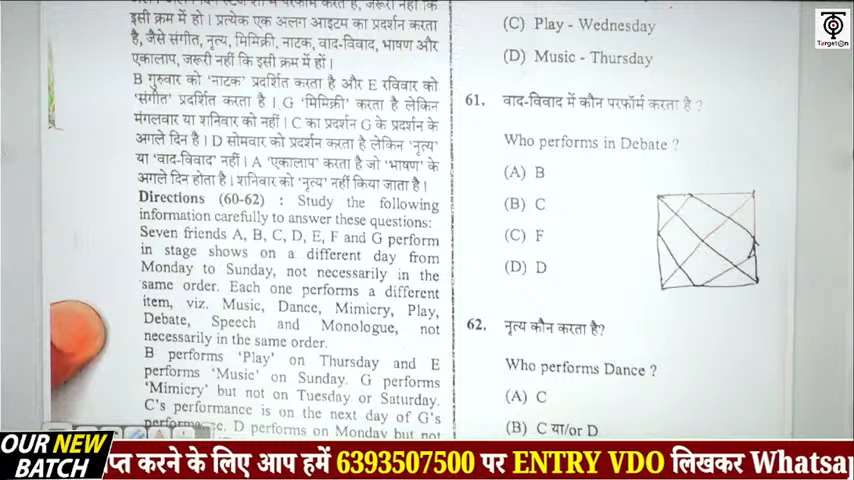 इसी क्रम में हो। प्रत्येक एक अलग आइटम का प्रदर्शन करता
है, जैसे संगीत, नृत्य, मिमिक्री, नाटक, वाद-विवाद, भाषण और
एकालाप, जरूरी नहीं कि इसी क्रम में हों।
B गुरुवार को 'नाटक' प्रदर्शित करता है और E रविवार को
'संगीत' प्रदर्शित करता है। G 'मिमिक्री' करता है लेकिन
मंगलवार या शनिवार को नहीं। C का प्रदर्शन G के प्रदर्शन के
अगले दिन है। D सोमवार को प्रदर्शन करता है लेकिन 'नृत्य'
या 'वाद-विवाद' नहीं। A 'एकालाप' करता है जो 'भाषण' के
अगले दिन होता है। शनिवार को 'नृत्य' नहीं किया जाता है।
Directions (60-62) : Study the following
information carefully to answer these questions:
Seven friends A, B, C, D, E, F and G perform
in stage shows on a different day from
Monday to Sunday, not necessarily in the
same order. Each one performs a different
item, viz. Music, Dance, Mimicry, Play,
Debate, Speech and Monologue, not
necessarily in the same order.
B performs 'Play' on Thursday and E
performs 'Music' on Sunday. G performs
'Mimicry' but not on Tuesday or Saturday.
C's performance is on the next day of G's
D performs on Monday but not
(C) Play - Wednesday
(D) Music - Thursday
61. वाद-विवाद में कौन परफॉर्म करता है ?
Who performs in Debate ?
(A) B
(B) C
(C) F
(D) D
62. नृत्य कौन करता है?
Who performs Dance ?
(A) C
(B) C या/or D
TargetOn
OUR NEW
BATCH
प्त करने के लिए आप हमें 6393507500 पर ENTRY VDO लिखकर Whatsap